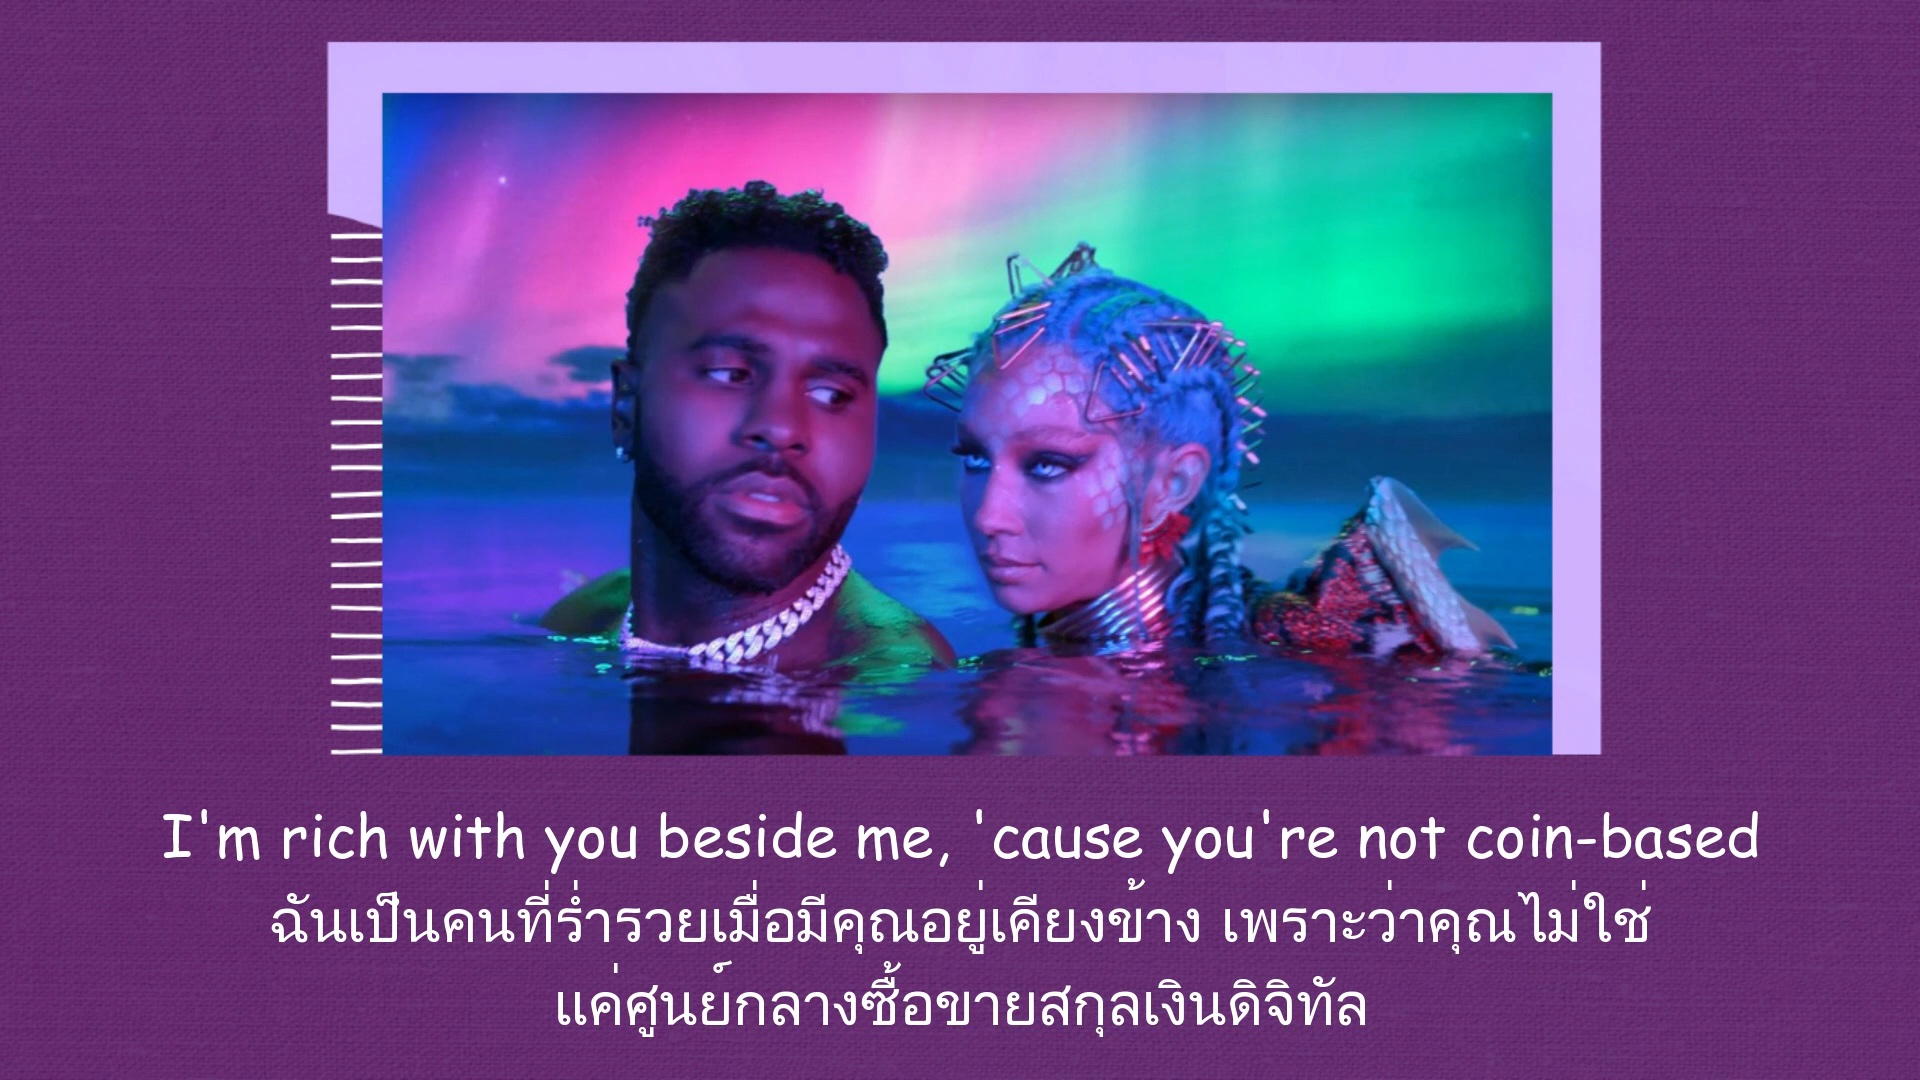 I'm rich with you beside me, 'cause you're not coin-based
ฉันเป็นคนที่ร่ำรวยเมื่อมีคุณอยู่เคียงข้าง เพราะว่าคุณไม่ใช่
แค่ศูนย์กลางซื้อขายสกุลเงินดิจิทัล